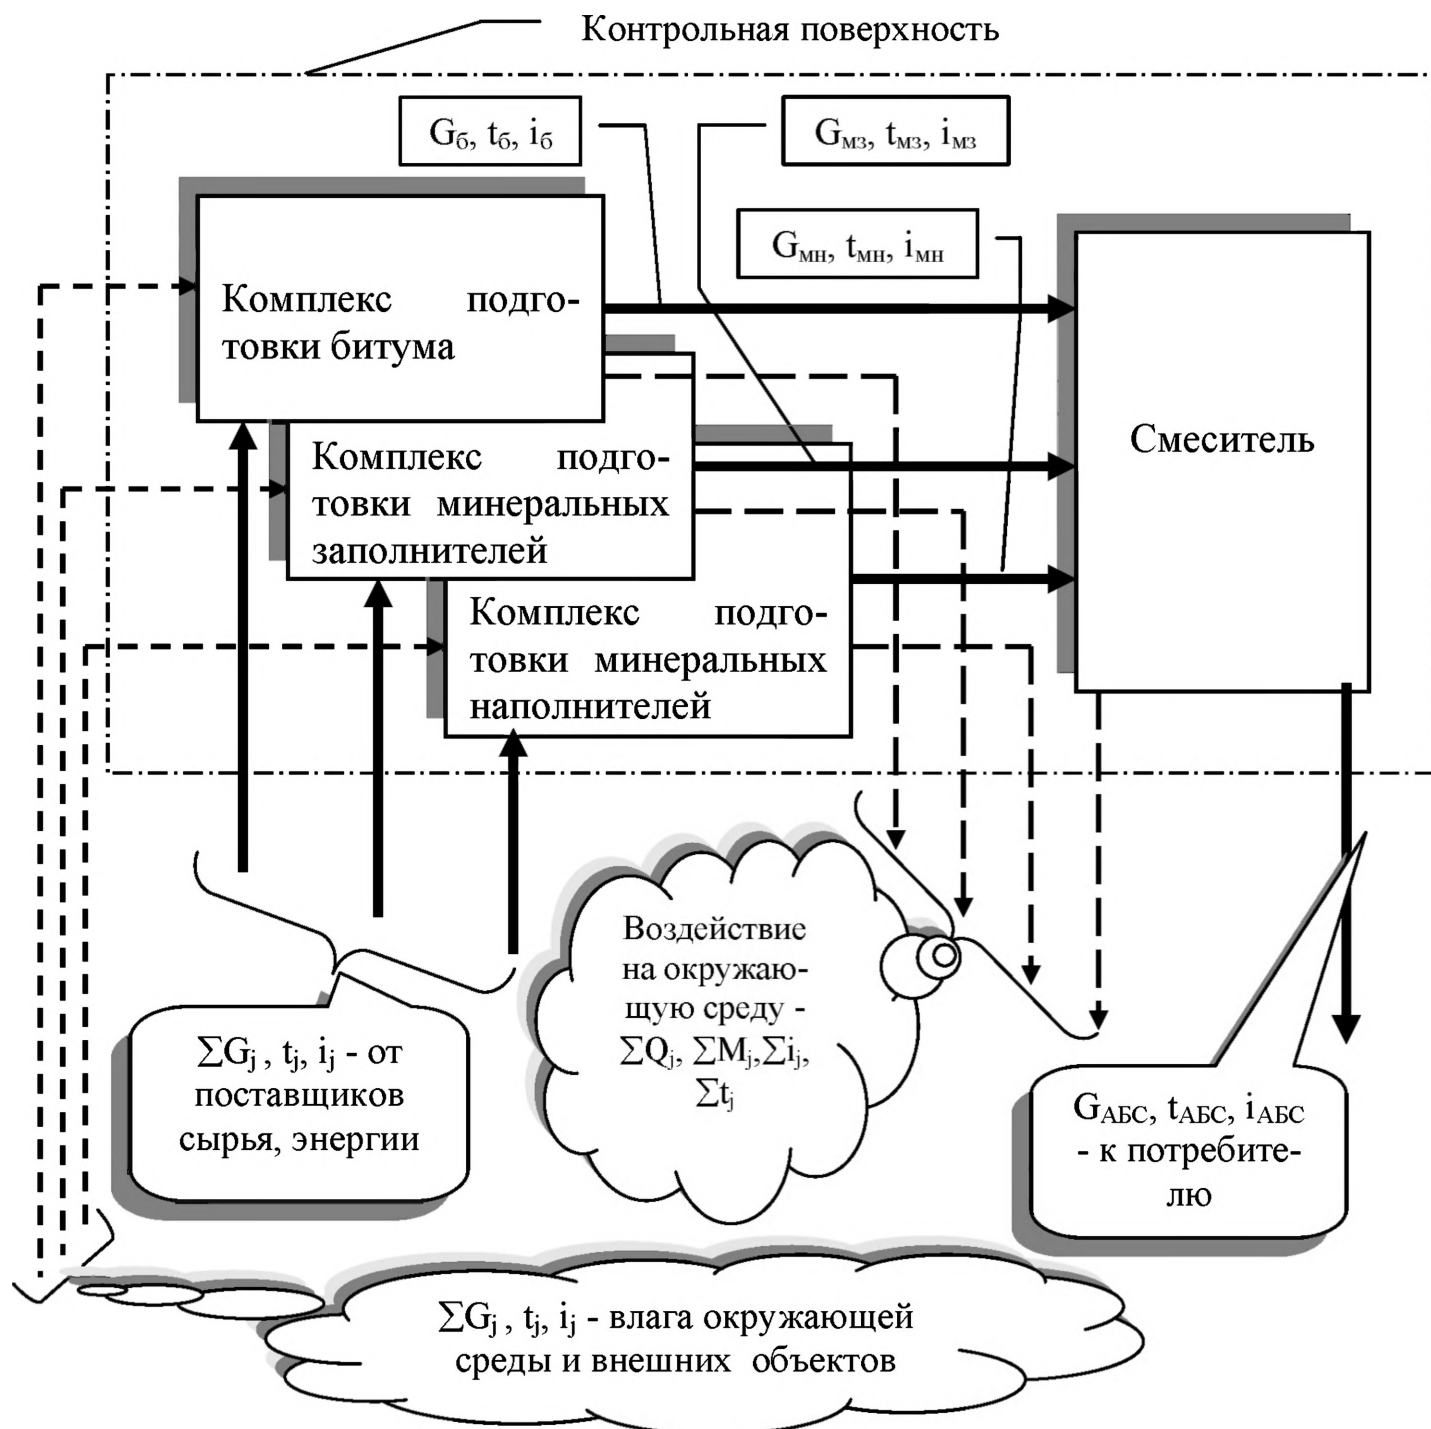 Контрольная поверхность
Gб, tб, iб
Gмз, tмз, iмз
Gмн, tмн, iмн
Комплекс подго-
товки битума
Комплекс подго-
товки минеральных
заполнителей
Комплекс подго-
товки минеральных
наполнителей
Смеситель
∑Gj , tj, ij - от
поставщиков
сырья, энергии
Воздействие
на окружаю-
щую среду -
∑Qj, ∑Mj,∑ij,
∑tj
GАБС, tАБС, iАБС
- к потребите-
лю
∑Gj , tj, ij - влага окружающей
среды и внешних объектов